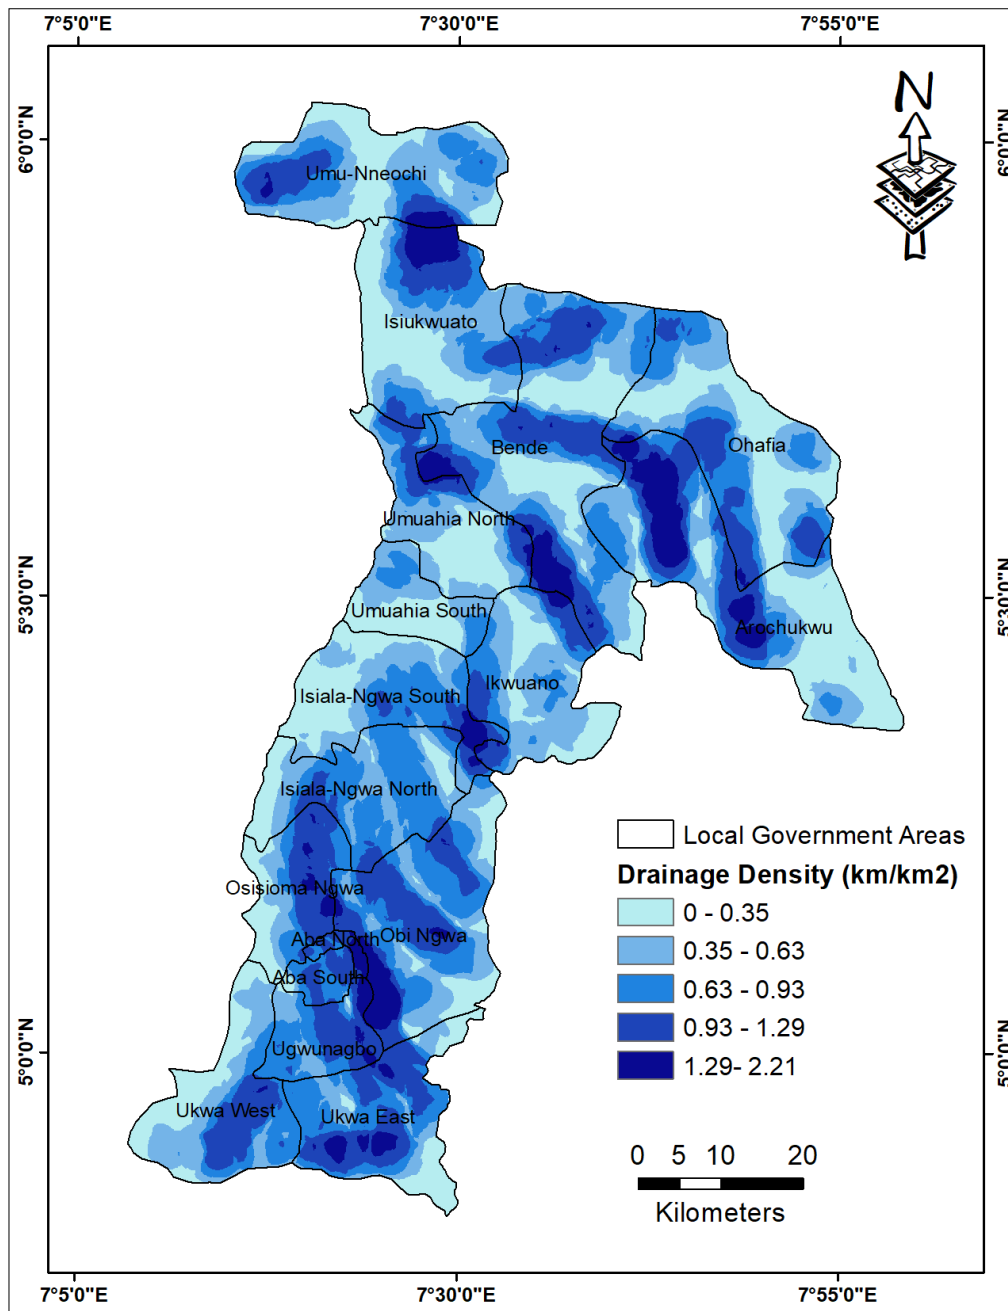 7°5'0"E 7°30'0"E 7°55'0"E
N
6°0'0"N 6°0'0"N
Umu-Nneochi
Isiukwuato
Bende
Ohafia
Umuahia North
5°30'0"N 5°30'0"N
Umuahia South
Arochukwu
Ikwuano
Isiala-Ngwa South
Isiala-Ngwa North
Local Government Areas
Drainage Density (km/km2)
Osisioma Ngwa
0 - 0.35
Aba North
Obi Ngwa
0.35 - 0.63
Aba South
0.63 - 0.93
0.93 - 1.29
Ugwunagbo
5°0'0"N 5°0'0"N
1.29- 2.21
Ukwa West
Ukwa East
0 5 10 20
Kilometers
7°5'0"E 7°30'0"E 7°55'0"E